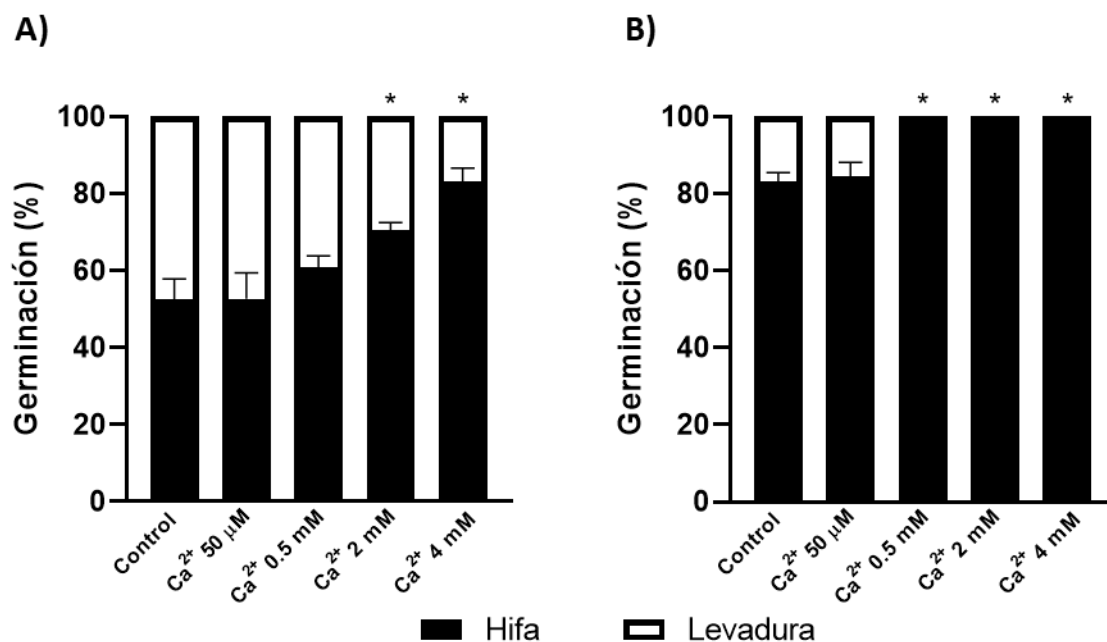 A)
* *
100
80
60
40
20
0
Germinación (%)
Control
Ca²⁺ 50 µM
Ca²⁺ 0.5 mM
Ca²⁺ 2 mM
Ca²⁺ 4 mM
B)
* * *
100
80
60
40
20
0
Germinación (%)
Control
Ca²⁺ 50 µM
Ca²⁺ 0.5 mM
Ca²⁺ 2 mM
Ca²⁺ 4 mM
Hifa Levadura